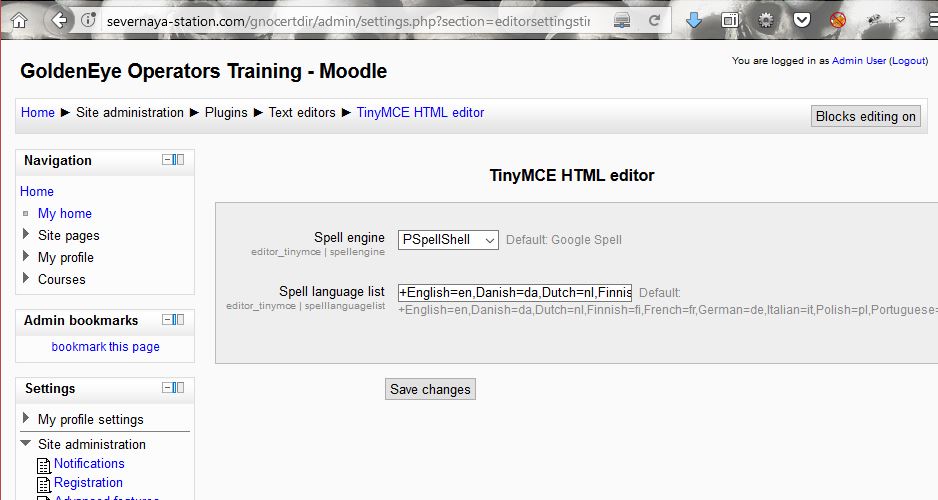 severnaya-station.com/gnocertdir/admin/settings.php?section=editorsettingstin
GoldenEye Operators Training - Moodle
You are logged in as Admin User (Logout)
Home ► Site administration ► Plugins ► Text editors ► TinyMCE HTML editor
Blocks editing on
Navigation
Home
My home
Site pages
My profile
Courses
Admin bookmarks
bookmark this page
Settings
My profile settings
Site administration
Notifications
Registration
Advanced features
TinyMCE HTML editor
Spell engine
editor_tinymce | spellengine
PSpellShell
Default: Google Spell
Spell language list
editor_tinymce | spelllanguagelist
+English=en,Danish=da,Dutch=nl,Finnis
Default:
+English=en,Danish=da,Dutch=nl,Finnish=fi,French=fr,German=de,Italian=it,Polish=pl,Portuguese=
Save changes